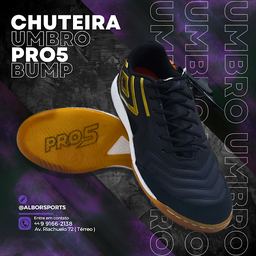 CHUTEIRA
UMBRO
PRO5
BUMP
UMBRO UMBRO
UMBRO UMBRO
PRO5
@ALBORSPORTS
Entre em contato
44 9 9166-2138
Av. Riachuelo 72 ( Térreo )